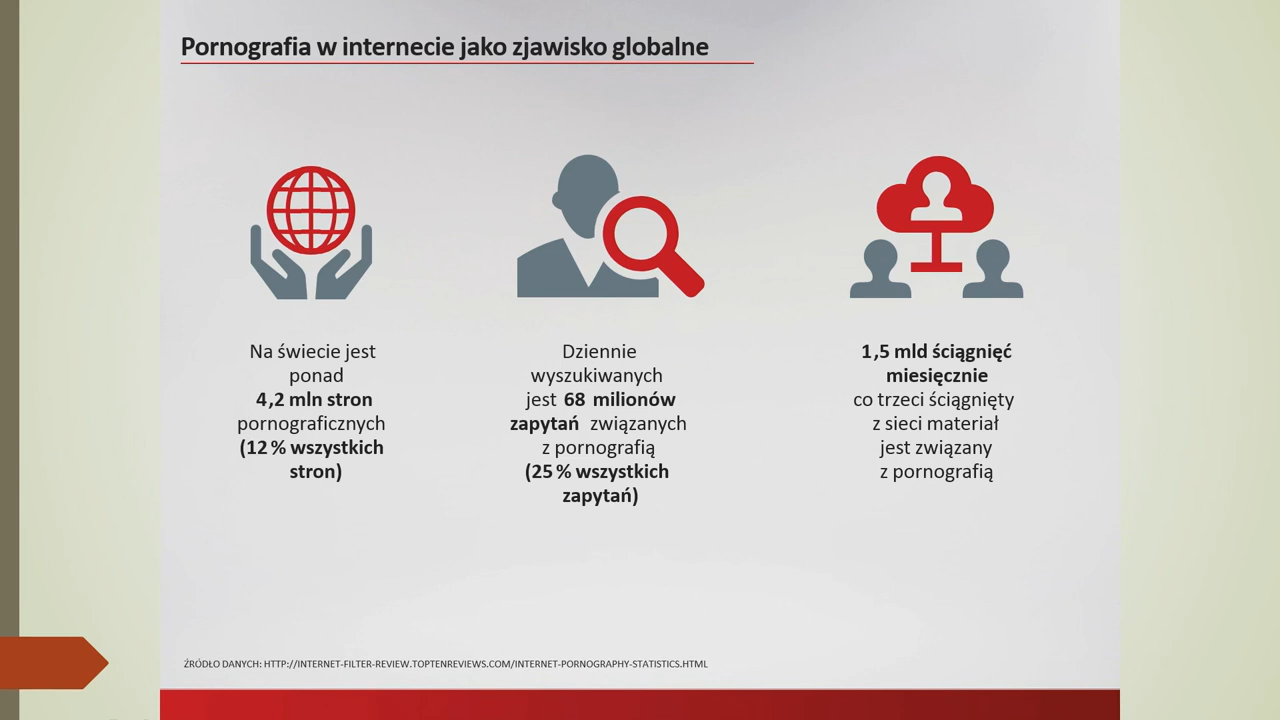 Pornografia w internecie jako zjawisko globalne
Na świecie jest
ponad
4,2 mln stron
pornograficznych
(12 % wszystkich
stron)
Dziennie
wyszukiwanych
jest 68 milionów
zapytań związanych
z pornografią
(25 % wszystkich
zapytań)
1,5 mld ściągnięć
miesięcznie
co trzeci ściągnięty
z sieci materiał
jest związany
z pornografią
ŹRÓDŁO DANYCH: HTTP://INTERNET-FILTER-REVIEW.TOPTENREVIEWS.COM/INTERNET-PORNOGRAPHY-STATISTICS.HTML